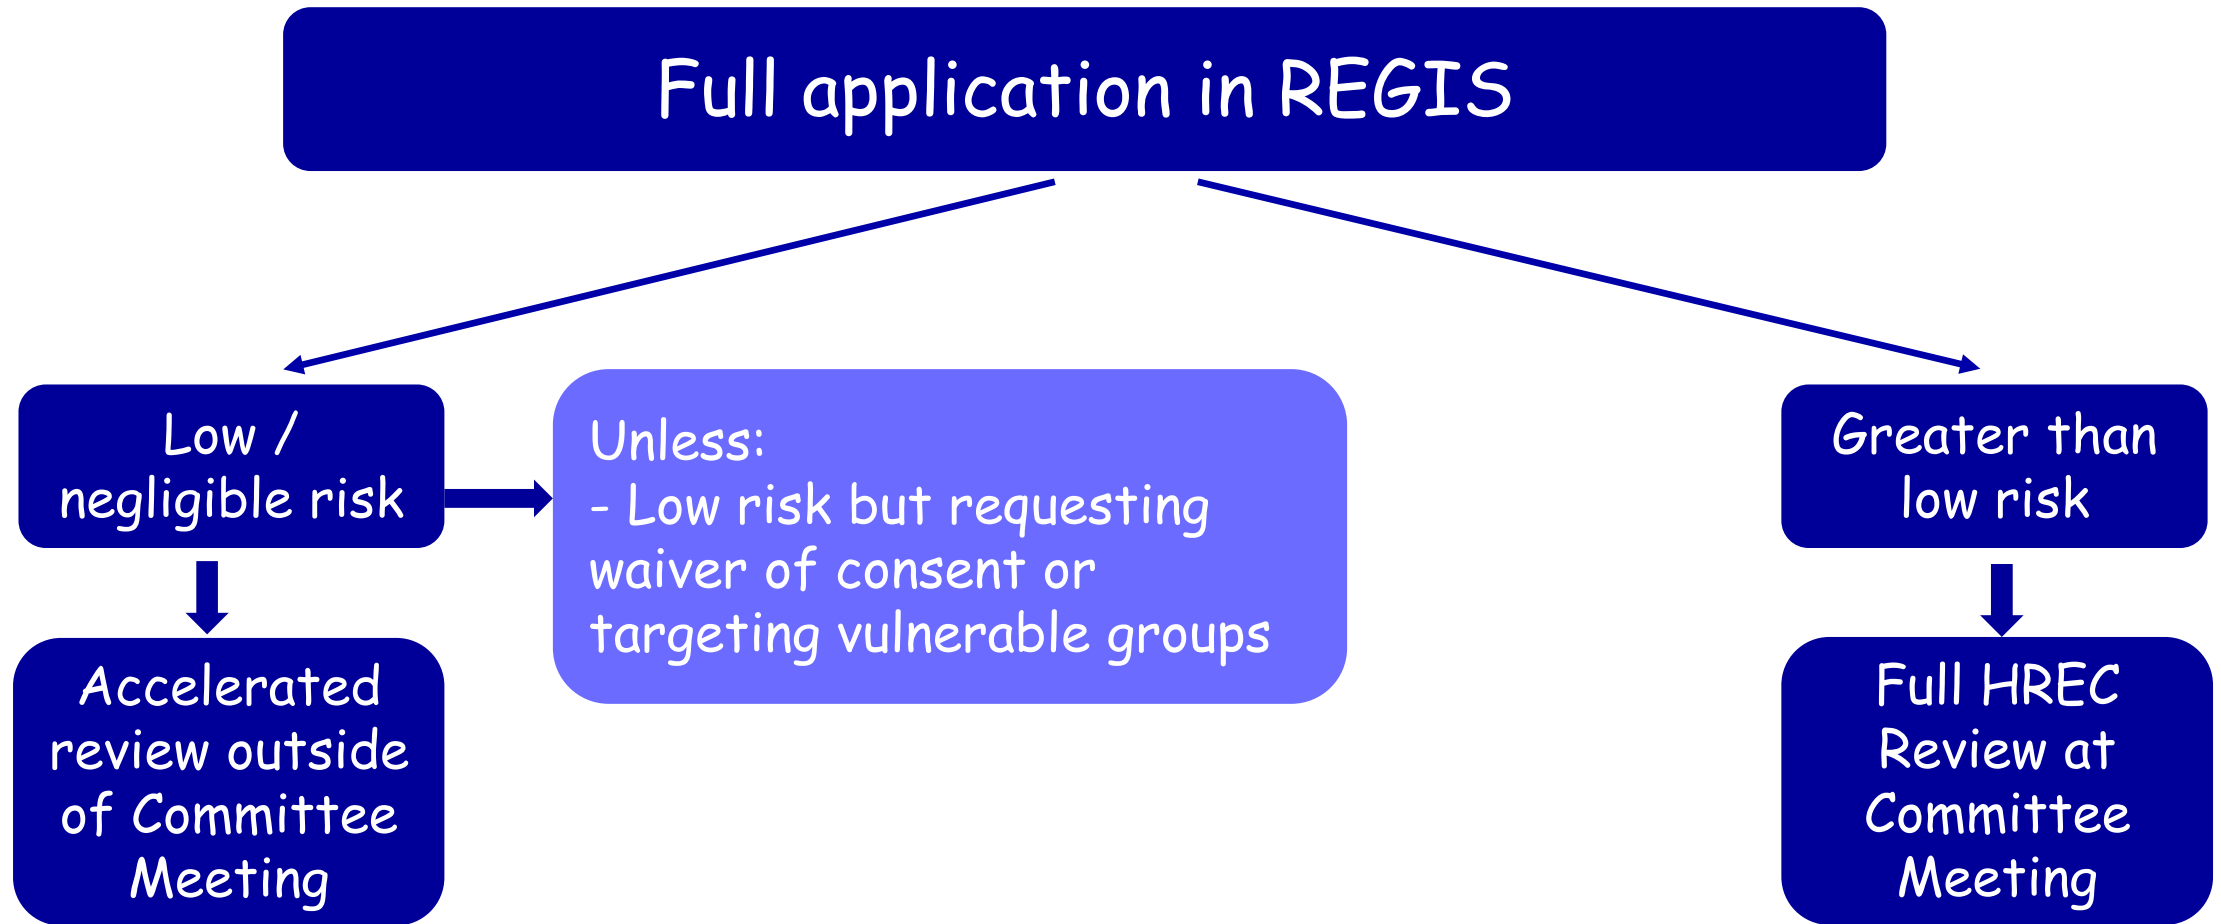 Full application in REGIS
Low /
negligible risk
Unless:
- Low risk but requesting
waiver of consent or
targeting vulnerable groups
Greater than
low risk
Accelerated
review outside
of Committee
Meeting
Full HREC
Review at
Committee
Meeting